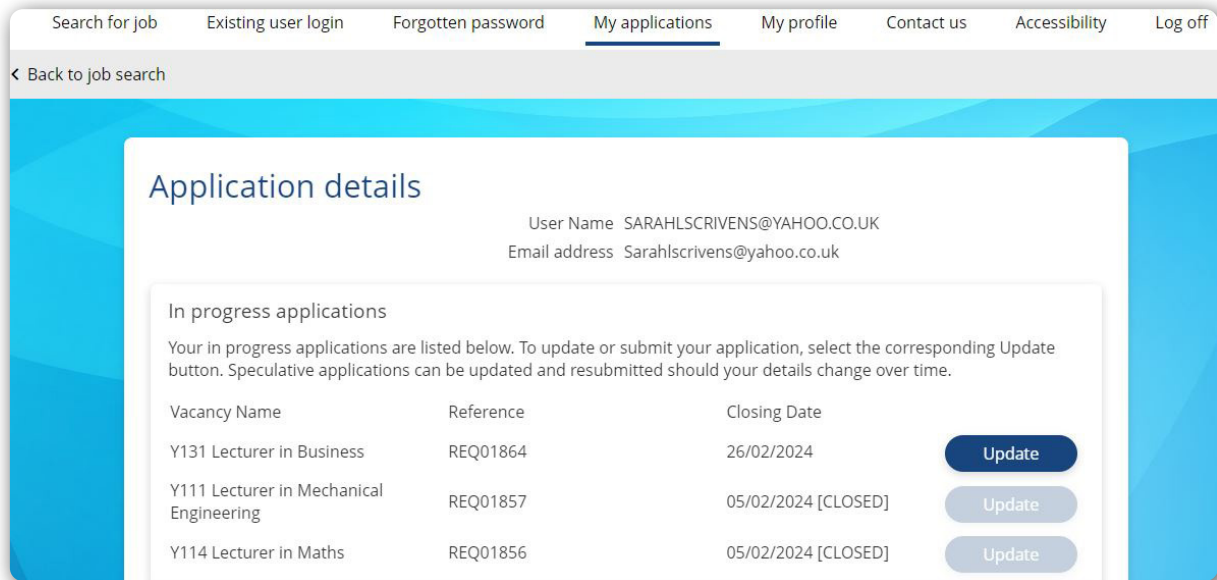 Search for job Existing user login Forgotten password My applications My profile Contact us Accessibility Log off
Back to job search
Application details
User Name SARAHLSCRIVENS@YAHOO.CO.UK
Email address Sarahlscrivens@yahoo.co.uk
In progress applications
Your in progress applications are listed below. To update or submit your application, select the corresponding Update
button. Speculative applications can be updated and resubmitted should your details change over time.
Vacancy Name Reference Closing Date
Y131 Lecturer in Business REQ01864 26/02/2024 Update
Y111 Lecturer in Mechanical
Engineering REQ01857 05/02/2024 [CLOSED] Update
Y114 Lecturer in Maths REQ01856 05/02/2024 [CLOSED] Update